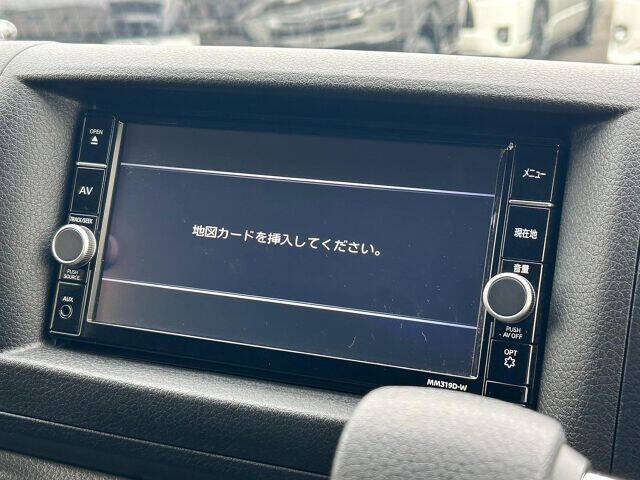 OPEN
AV
TRACK/SEEK
PUSH
SOURCE
AUX
地図カードを挿入してください。
メニュー
現在地
音量
PUSH
AV OFF
OPT
MM319D-W